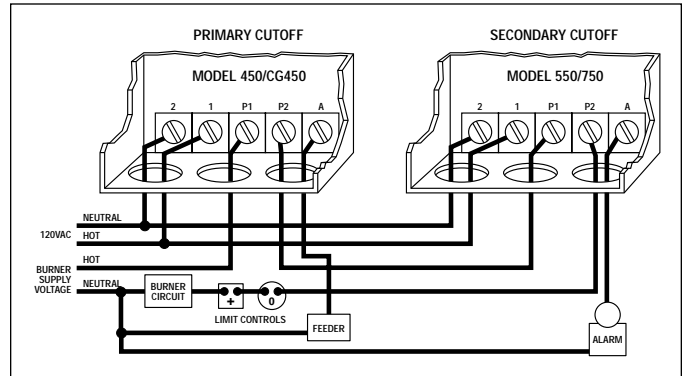 PRIMARY CUTOFF
SECONDARY CUTOFF
MODEL 450/CG450
MODEL 550/750
2 1 P1 P2 A
2 1 P1 P2 A
NEUTRAL
120VAC
HOT
HOT
BURNER
SUPPLY
VOLTAGE
NEUTRAL
BURNER
CIRCUIT
+
0
LIMIT CONTROLS
FEEDER
ALARM